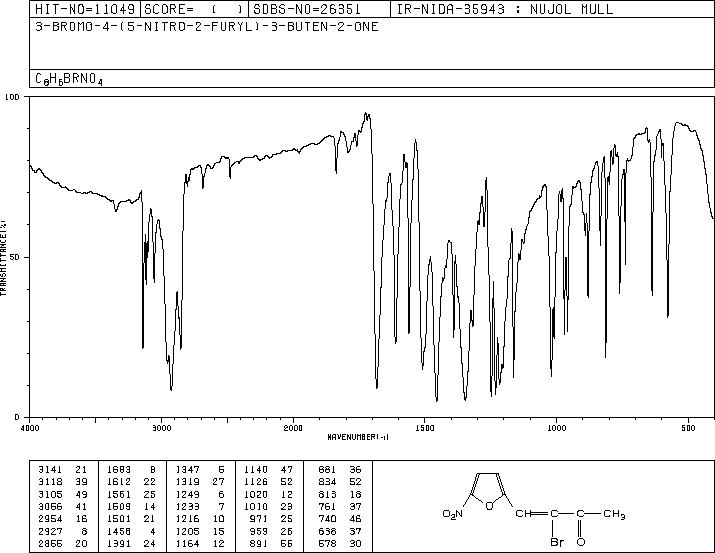 HIT-NO=11049 SCORE= ( ) SDBS-NO=26351 IR-NIDA-35943 : NUJOL MULL
3-BROMO-4-(5-NITRO-2-FURYL)-3-BUTEN-2-ONE
C8H6BRNO4
100
50
0
TRANSMITTANCE(%)
4000 3000 2000 1500 1000 500
WAVENUMBER(-1)
3141 21 1683 8 1347 5 1140 47 881 36
3118 39 1612 22 1319 27 1126 52 834 52
3105 49 1561 25 1249 6 1020 12 813 18
3056 41 1509 14 1233 7 1010 23 761 37
2954 16 1501 21 1216 10 971 25 740 46
2927 8 1458 4 1205 15 959 26 638 37
2855 20 1391 24 1164 12 891 55 578 30
O2N O CH C C CH3
Br O